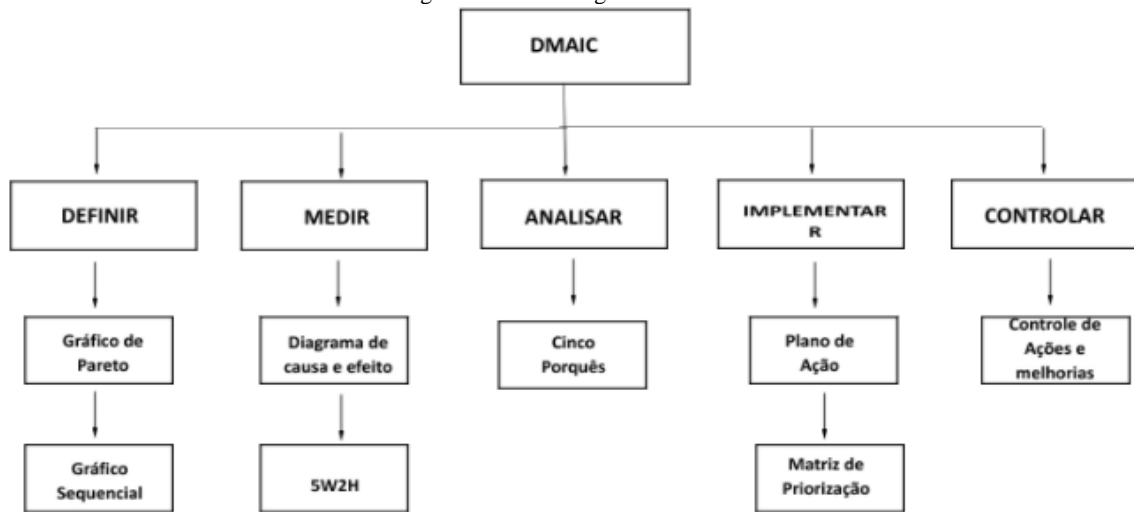 DMAIC
DEFINIR
MEDIR
ANALISAR
IMPLEMENTAR
R
CONTROLAR
Gráfico de
Pareto
Diagrama de
causa e efeito
Cinco
Porquês
Plano de
Ação
Controle de
Ações e
melhorias
Gráfico
Sequencial
5W2H
Matriz de
Priorização